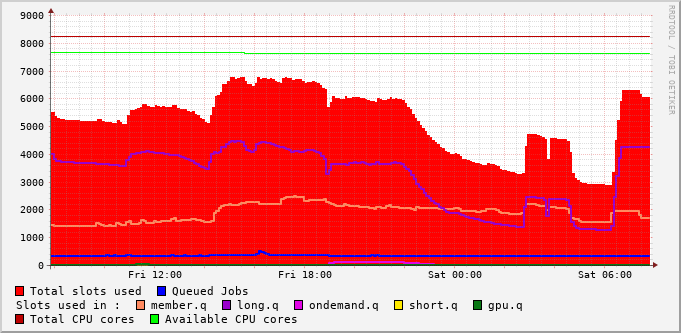 9000
8000
7000
6000
5000
4000
3000
2000
1000
0
Fri 12:00 Fri 18:00 Sat 00:00 Sat 06:00
RRDTOOL / TOBI OETIKER
Total slots used Queued Jobs
Slots used in : member.q long.q ondemand.q short.q gpu.q
Total CPU cores Available CPU cores